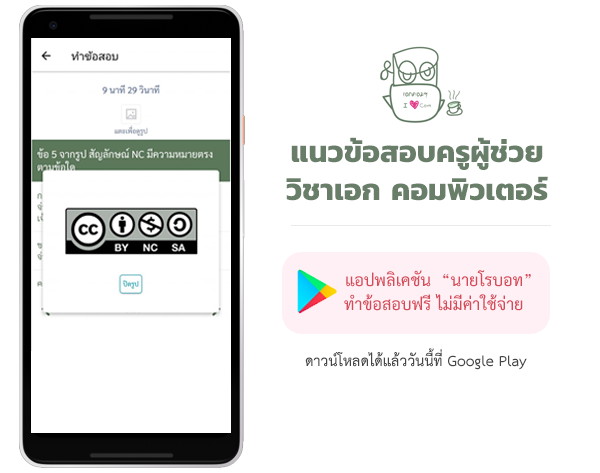 ทำข้อสอบ
9 นาที 29 วินาที
แตะเพื่อดูรูป
ข้อ 5 จากรูป สัญลักษณ์ NC มีความหมายตรง
ตามข้อใด
cc
BY NC SA
ปิดรูป
I Love
แนวข้อสอบครูผู้ช่วย
วิชาเอก คอมพิวเตอร์
แอปพลิเคชัน “นายโรบอท”
ทำข้อสอบฟรี ไม่มีค่าใช้จ่าย
ดาวน์โหลดได้แล้ววันนี้ที่ Google Play